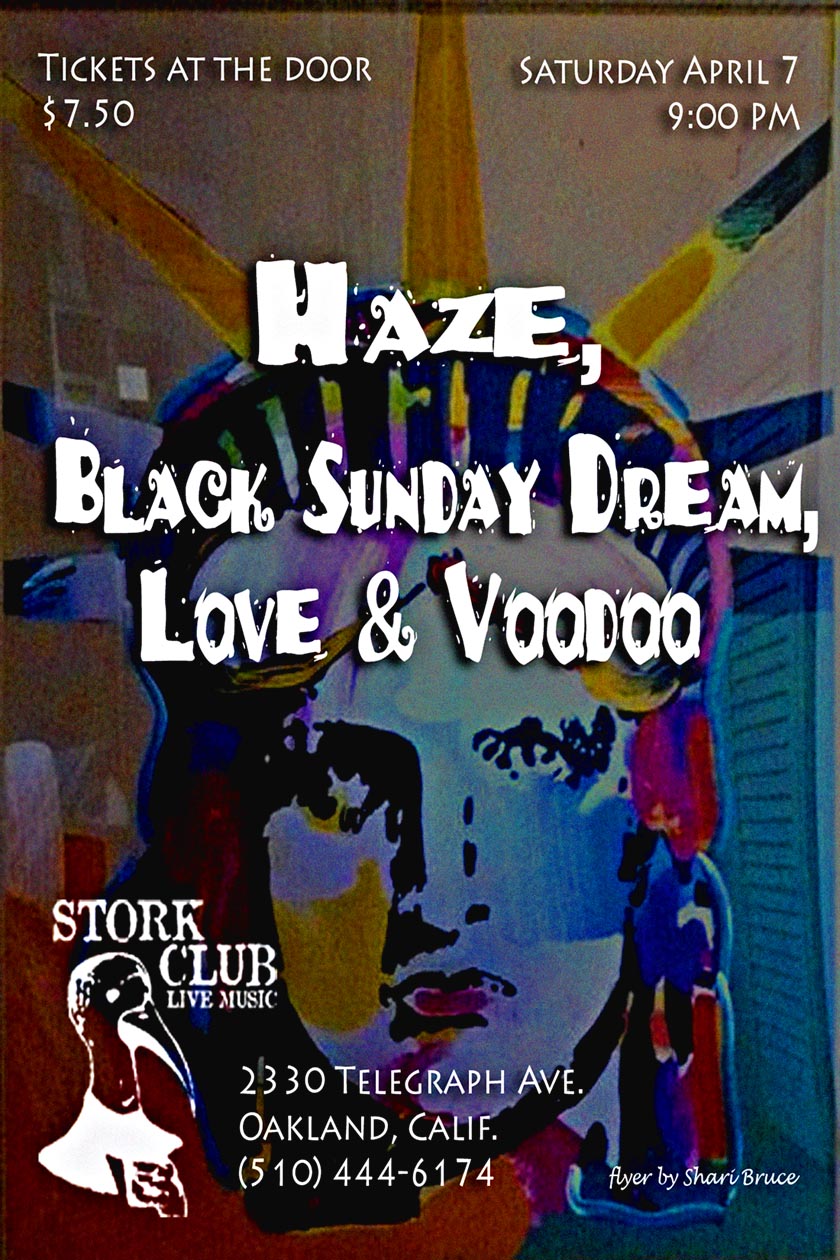 Tickets at the door
$7.50
Saturday April 7
9:00 PM
Haze,
Black Sunday Dream,
Love & Voodoo
STORK
CLUB
LIVE MUSIC
2330 Telegraph Ave.
Oakland, Calif.
(510) 444-6174
flyer by Shari Bruce